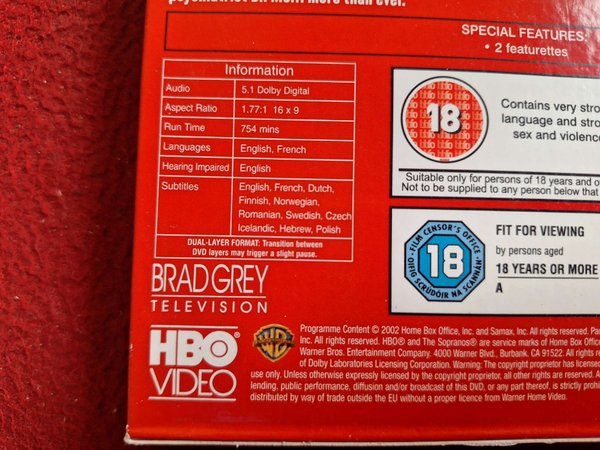 psychiatrist Dr. Melfi more than ever.
SPECIAL FEATURES:
• 2 featurettes
Information
Audio 5.1 Dolby Digital
Aspect Ratio 1.77:1 16 x 9
Run Time 754 mins
Languages English, French
Hearing Impaired English
Subtitles English, French, Dutch,
Finnish, Norwegian,
Romanian, Swedish, Czech
Icelandic, Hebrew, Polish
DUAL-LAYER FORMAT: Transition between
DVD layers may trigger a slight pause.
18
Contains very stro
language and stro
sex and violenc
Suitable only for persons of 18 years and o
Not to be supplied to any person below that
FILM CENSOR'S OFFICE
18
OIFIG SCRÚDÓIR NA SCANNÁN
FIT FOR VIEWING
by persons aged
18 YEARS OR MORE
A
BRAD GREY
TELEVISION
HBO
VIDEO
WB
Programme Content © 2002 Home Box Office, Inc. and Samax, Inc. All rights reserved. Pac
Inc. All rights reserved. HBO® and The Sopranos® are service marks of Home Box Offic
Warner Bros. Entertainment Company. 4000 Warner Blvd., Burbank, CA 91522. All rights re
of Dolby Laboratories Licensing Corporation. Warning: The copyright proprietor has licensed
use only. Unless otherwise expressly licensed by the copyright proprietor, all other rights are reserved. A
lending, public performance, diffusion and/or broadcast of this DVD, or any part thereof, is strictly prohi
distributed by way of trade outside the EU without a proper licence from Warner Home Video.